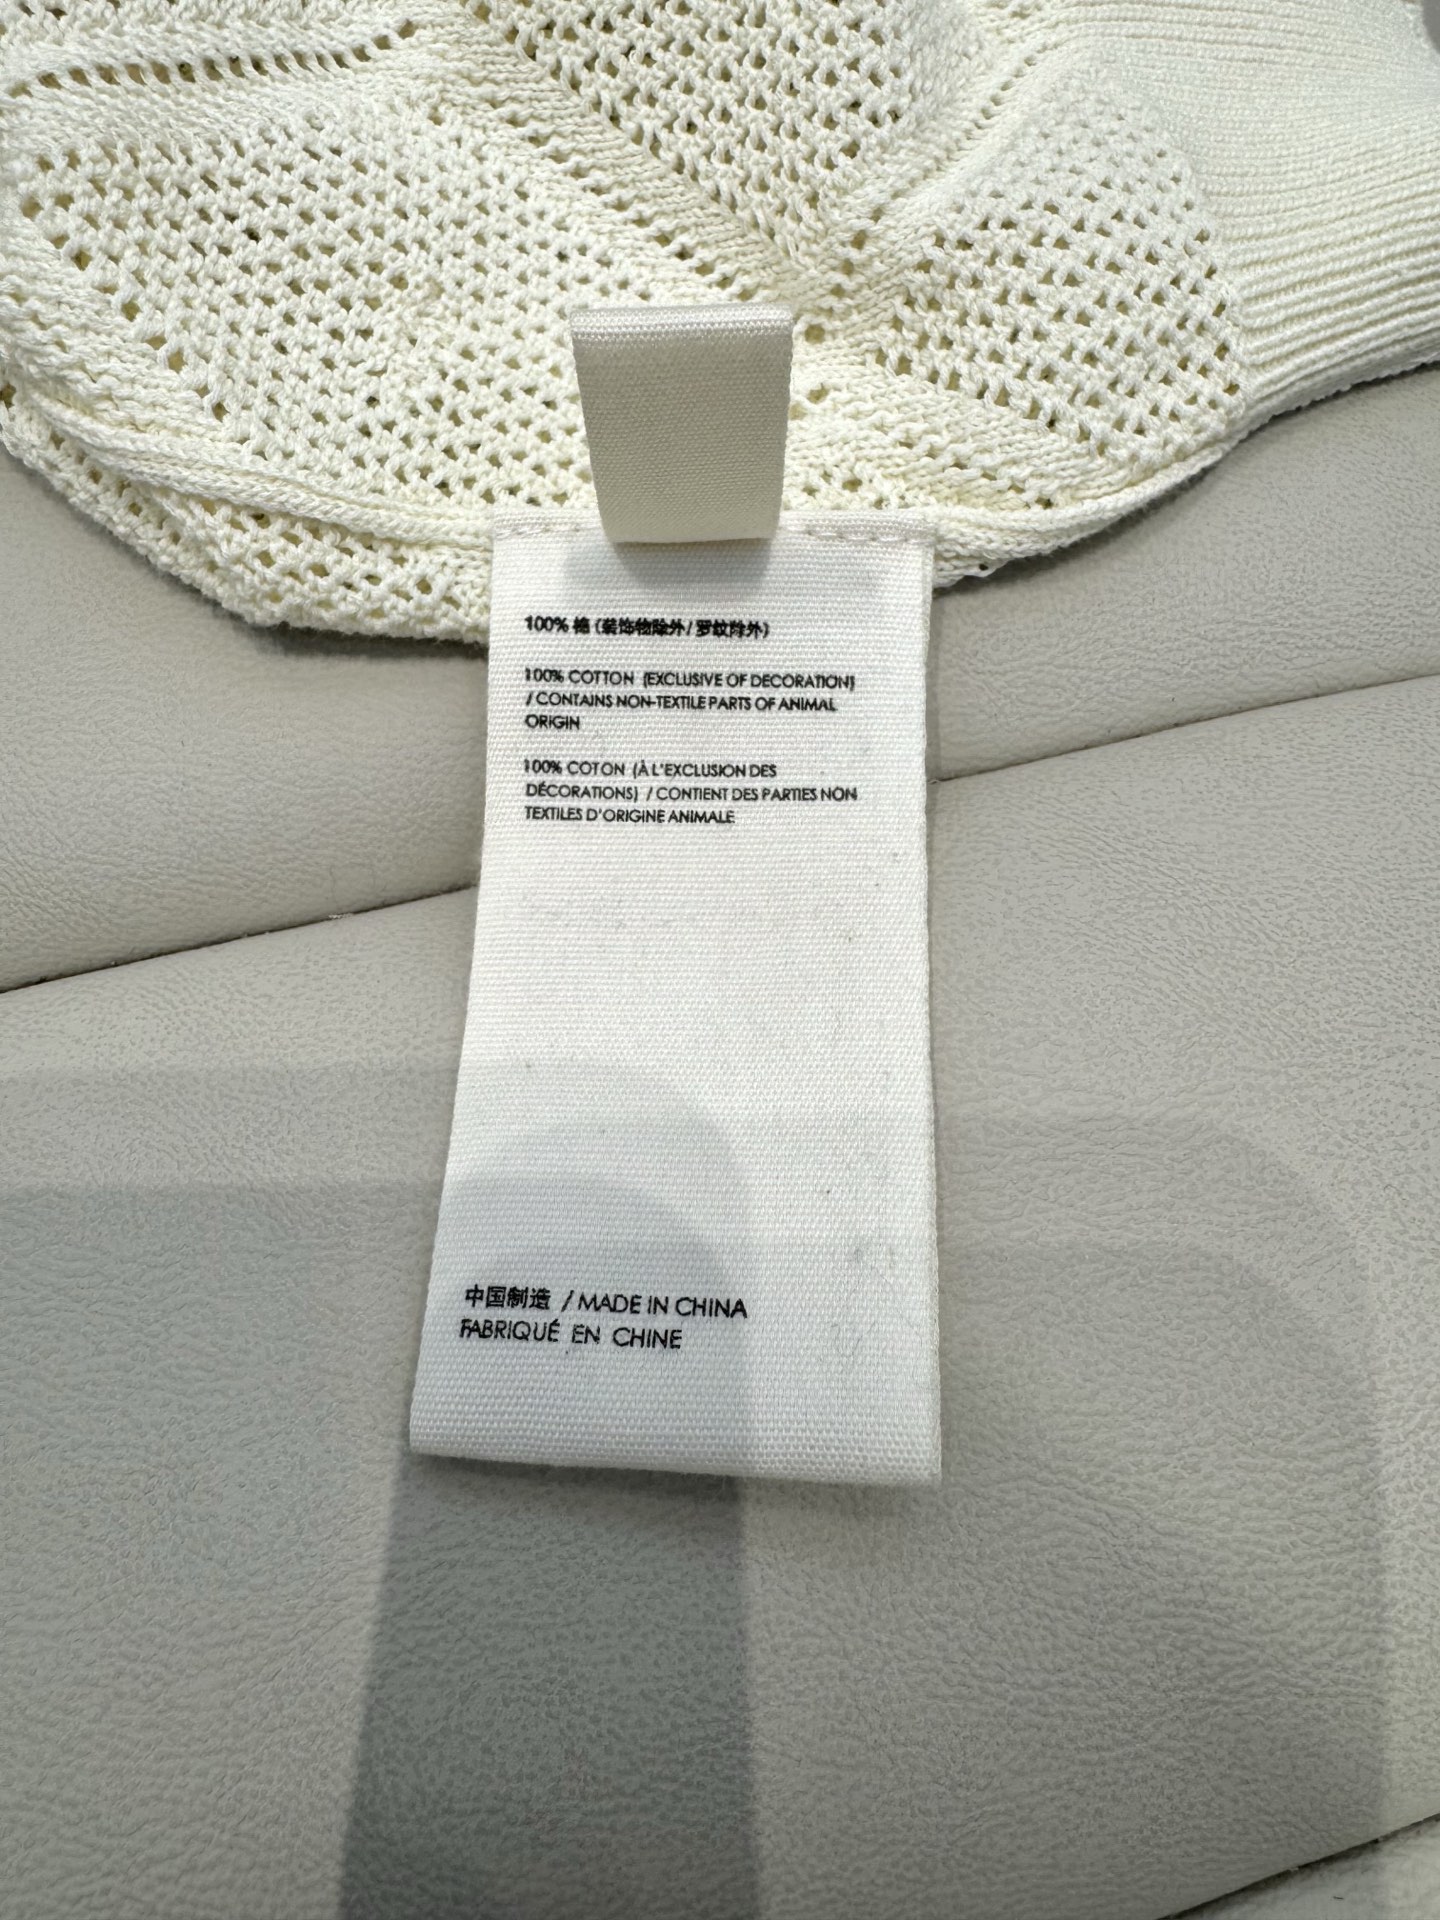 100% 棉 (装饰物除外/罗纹除外)
100% COTTON (EXCLUSIVE OF DECORATION)
/ CONTAINS NON-TEXTILE PARTS OF ANIMAL
ORIGIN
100% COTON (À L'EXCLUSION DES
DÉCORATIONS) / CONTIENT DES PARTIES NON
TEXTILES D'ORIGINE ANIMALE
中国制造 / MADE IN CHINA
FABRIQUÉ EN CHINE